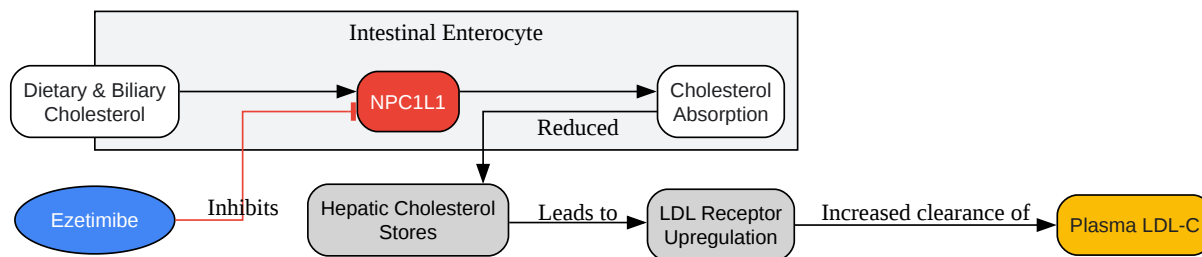 Intestinal Enterocyte
Dietary & Biliary
Cholesterol
NPC1L1
Cholesterol
Absorption
Reduced
Ezetimibe
Inhibits
Hepatic Cholesterol
Stores
Leads to
LDL Receptor
Upregulation
Increased clearance of
Plasma LDL-C